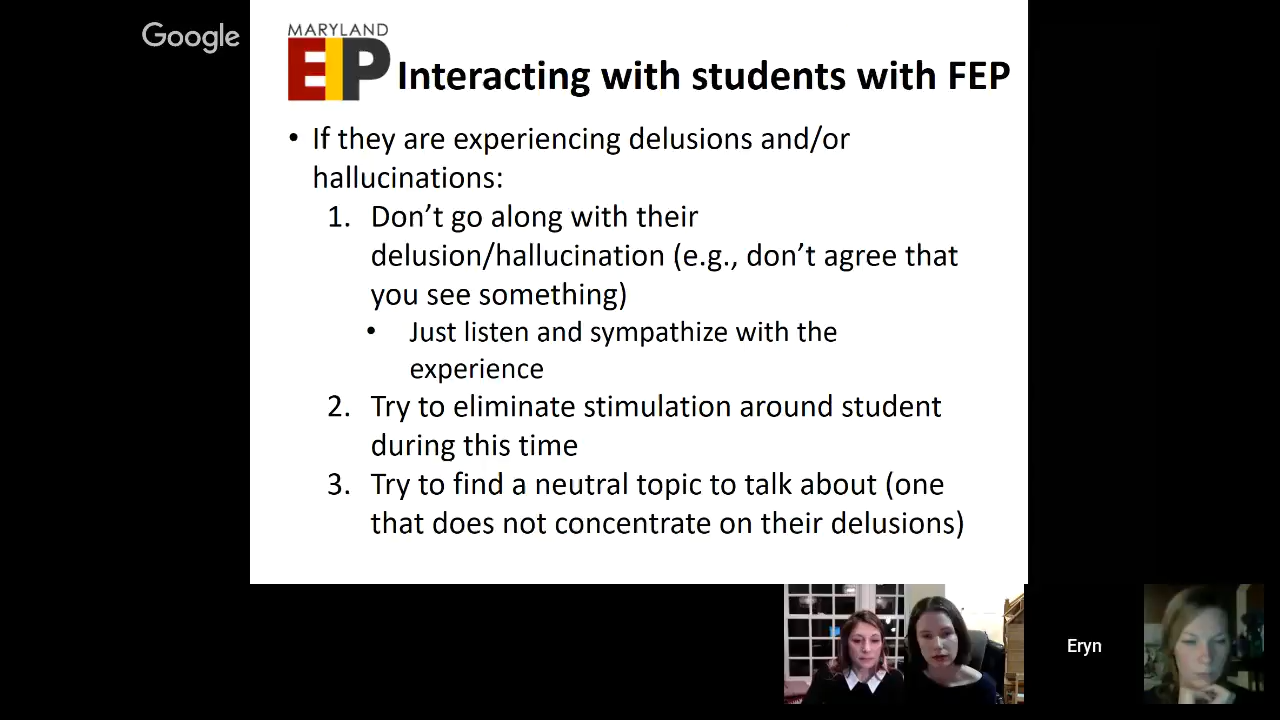 Google
MARYLAND
EIP
Interacting with students with FEP
• If they are experiencing delusions and/or
hallucinations:
1. Don't go along with their
delusion/hallucination (e.g., don't agree that
you see something)
• Just listen and sympathize with the
experience
2. Try to eliminate stimulation around student
during this time
3. Try to find a neutral topic to talk about (one
that does not concentrate on their delusions)
Eryn